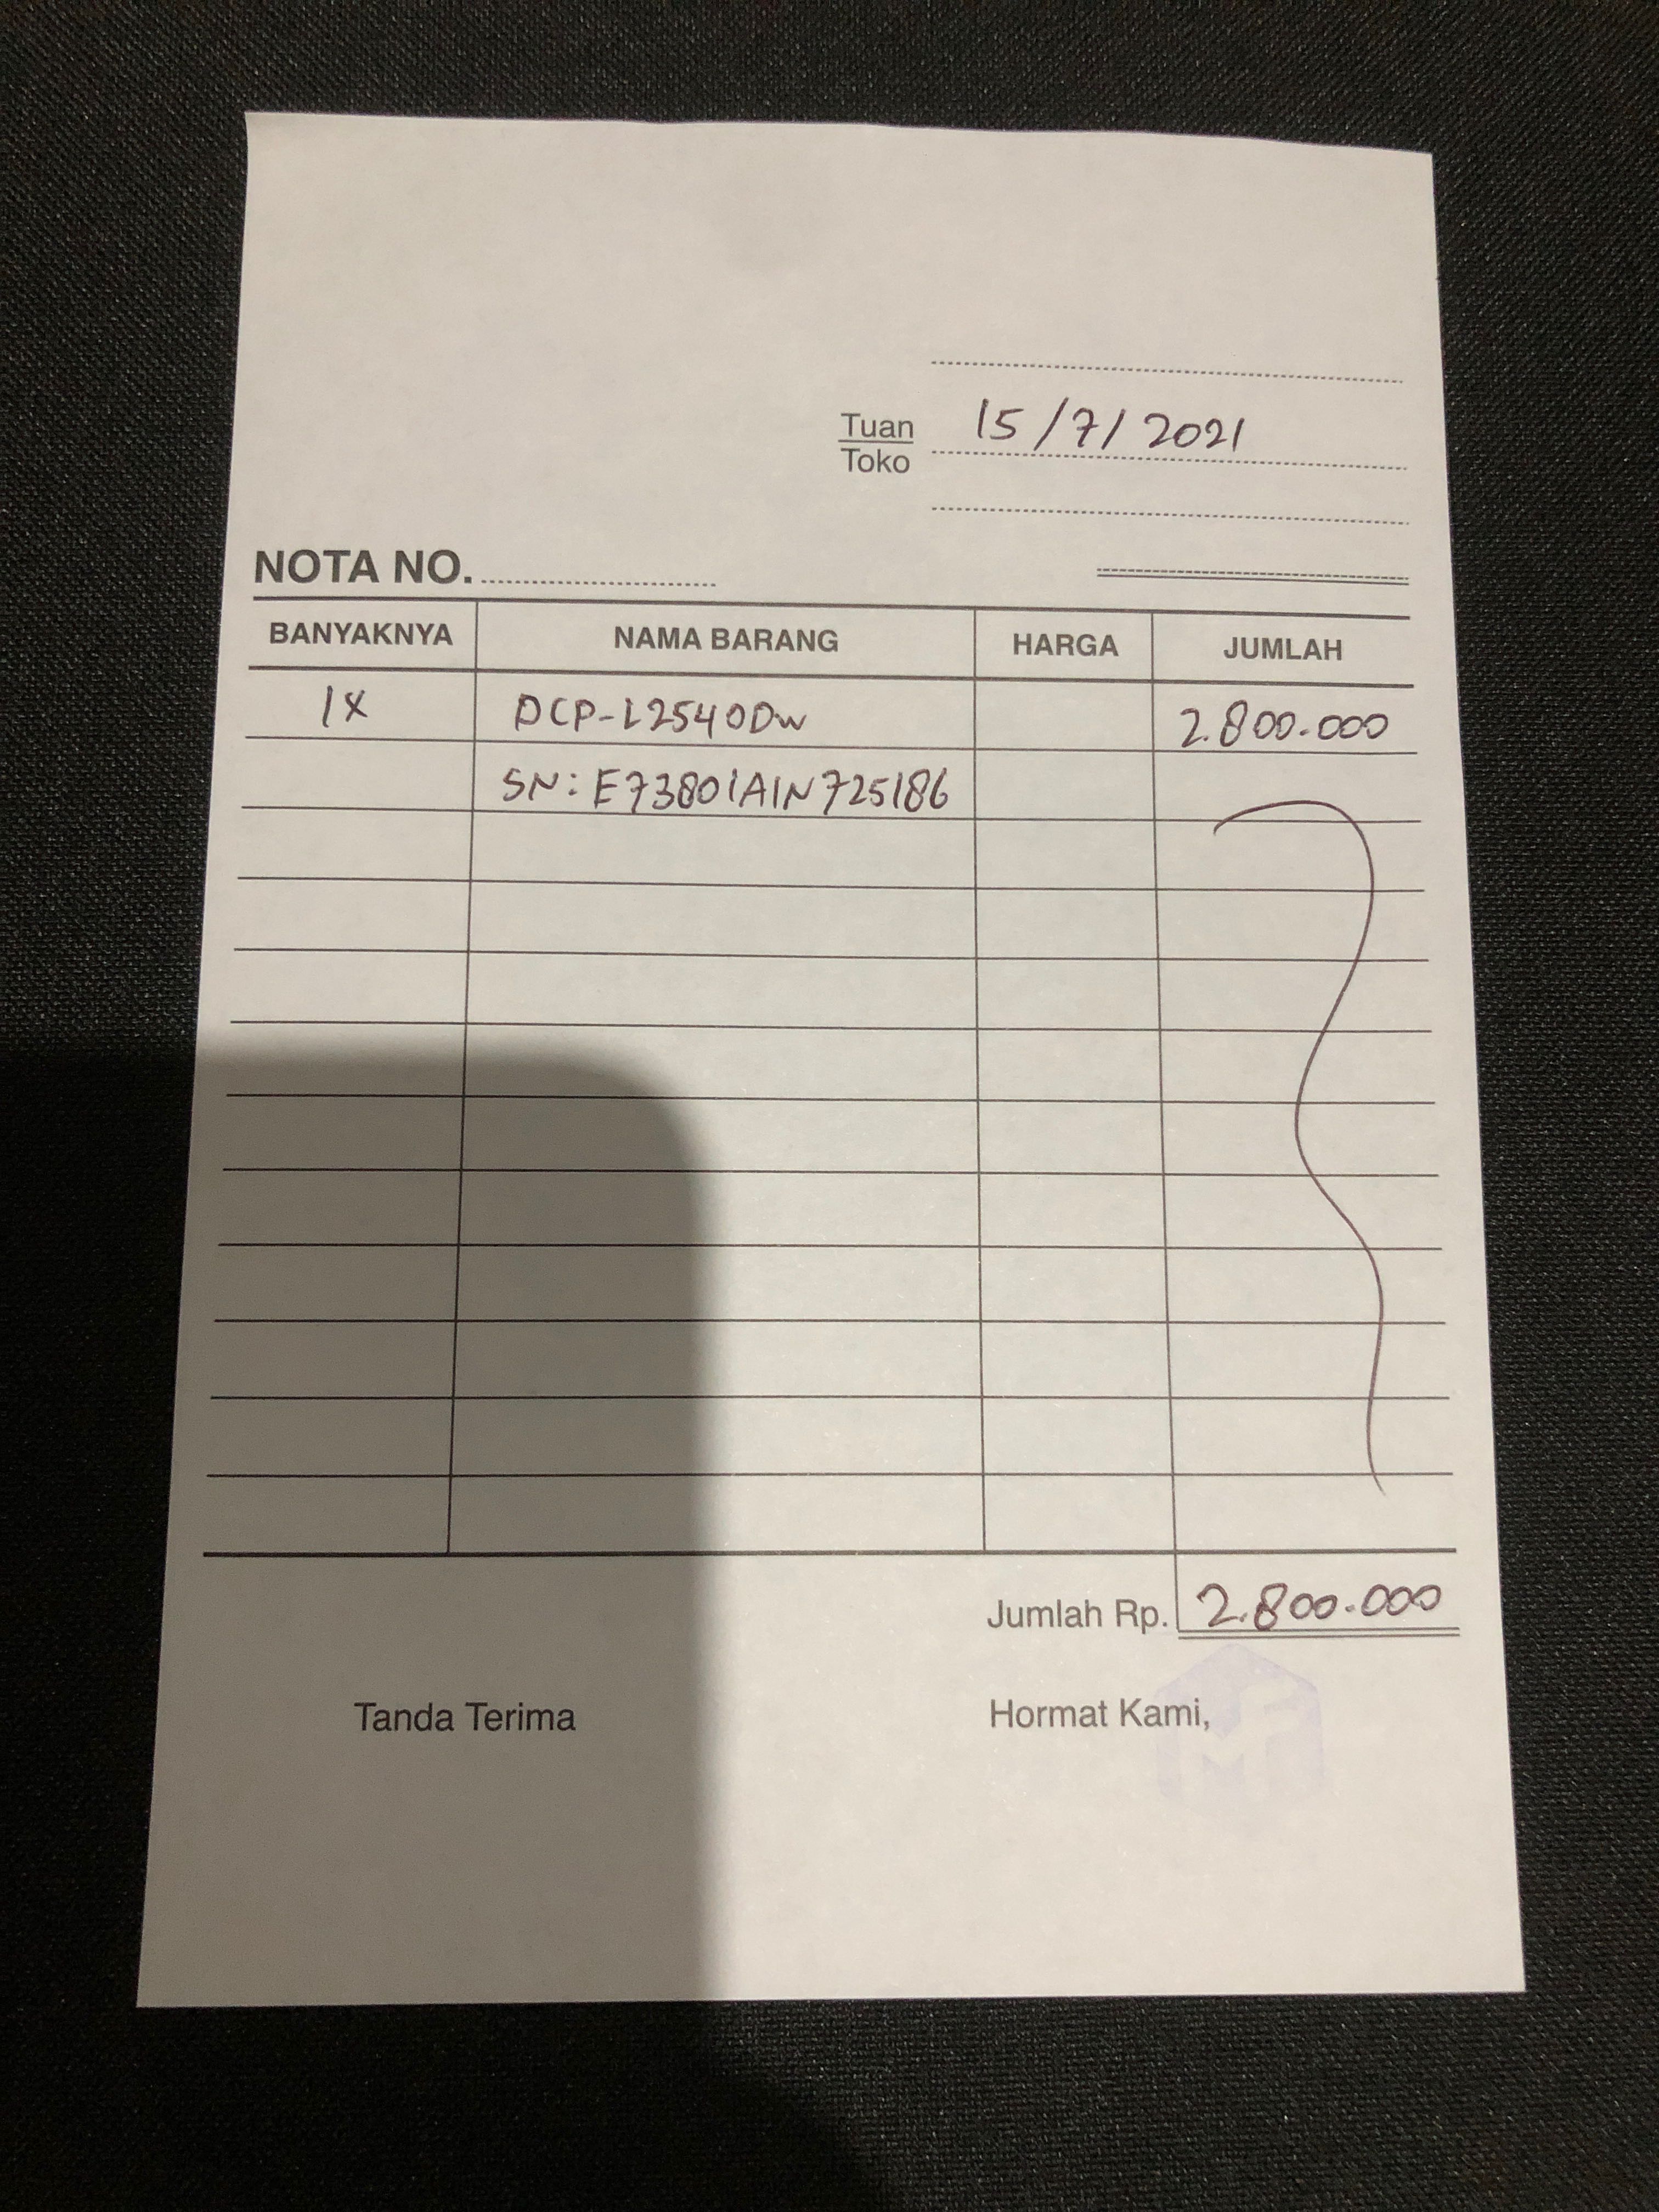 Tuan 15/7/2021
Toko
NOTA NO.
BANYAKNYA NAMA BARANG HARGA JUMLAH
1X DCP-L2540Dw 2.800.000
SN: E73801A1N725186
Jumlah Rp. 2.800.000
Tanda Terima Hormat Kami,